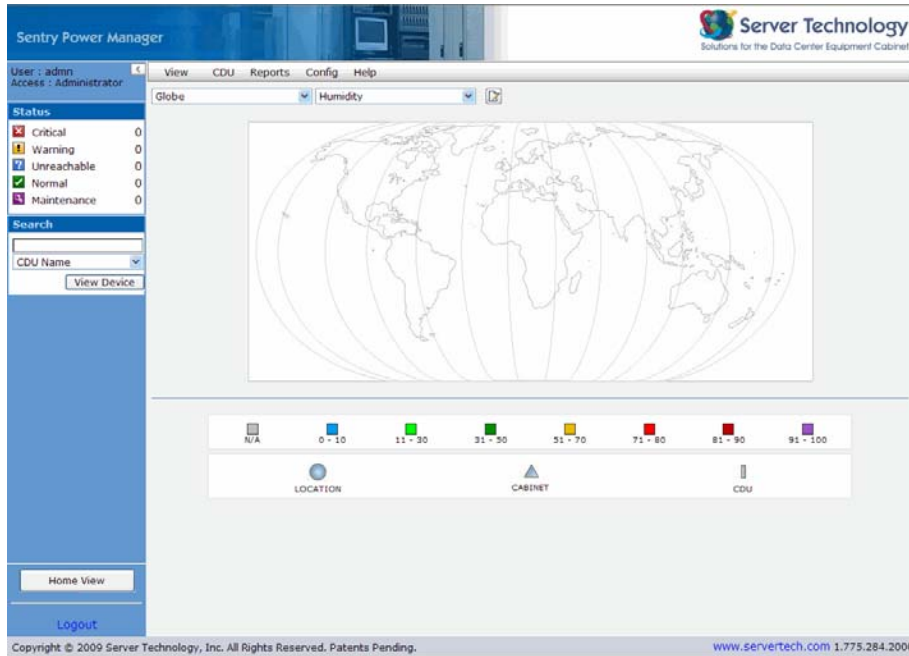 Sentry Power Manager
Server Technology
Solutions for the Data Center Equipment Cabinet
User : admn
Access : Administrator
View CDU Reports Config Help
Globe Humidity
Status
Critical 0
Warning 0
Unreachable 0
Normal 0
Maintenance 0
Search
CDU Name
View Device
N/A 0 - 10 11 - 30 31 - 50 51 - 70 71 - 80 81 - 90 91 - 100
LOCATION CABINET CDU
Home View
Logout
Copyright © 2009 Server Technology, Inc. All Rights Reserved. Patents Pending.
www.servertech.com 1.775.284.2000